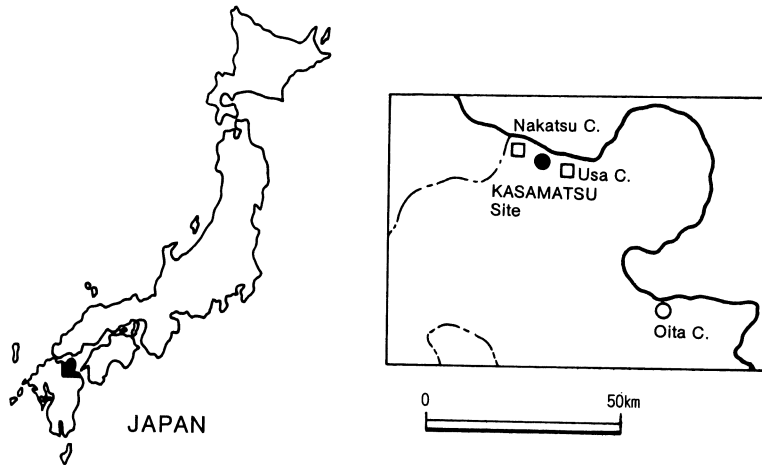 JAPAN
Nakatsu C.
Usa C.
KASAMATSU
Site
Oita C.
0 50km